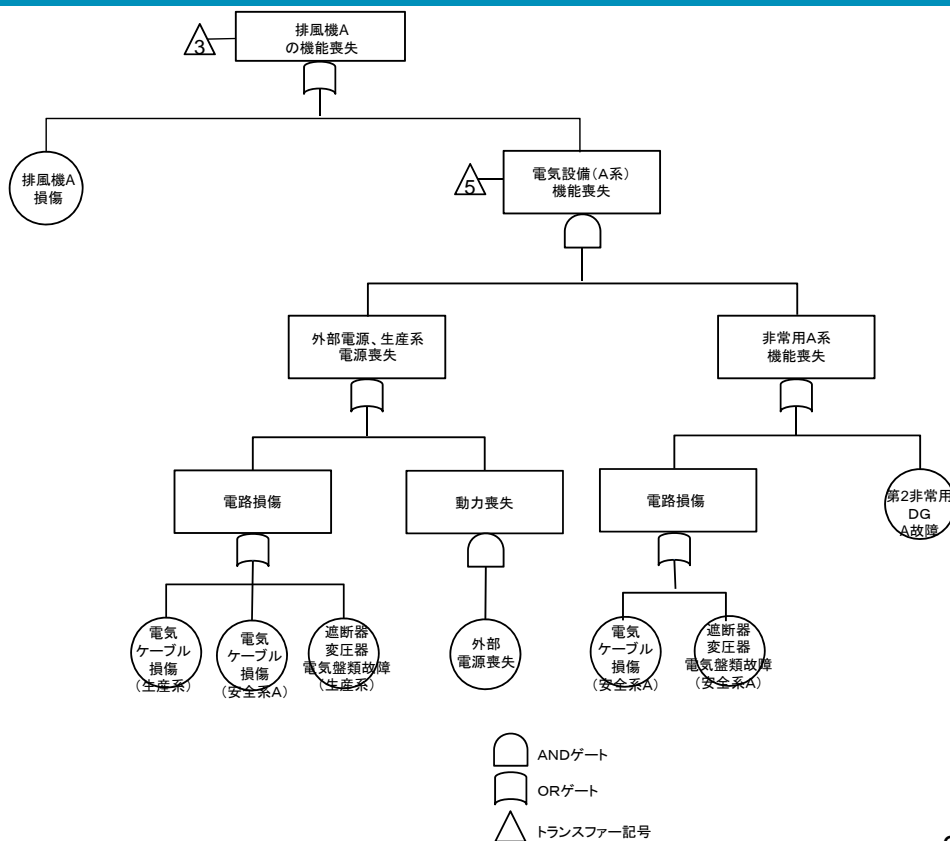 排風機A
の機能喪失
3
排風機A
損傷
電気設備(A系)
機能喪失
5
外部電源、生産系
電源喪失
非常用A系
機能喪失
電路損傷
動力喪失
電路損傷
第2非常用
DG
A故障
電気
ケーブル
損傷
(生産系)
電気
ケーブル
損傷
(安全系A)
遮断器
変圧器
電気盤類故障
(生産系)
外部
電源喪失
電気
ケーブル
損傷
(安全系A)
遮断器
変圧器
電気盤類故障
(安全系A)
ANDゲート
ORゲート
トランスファー記号